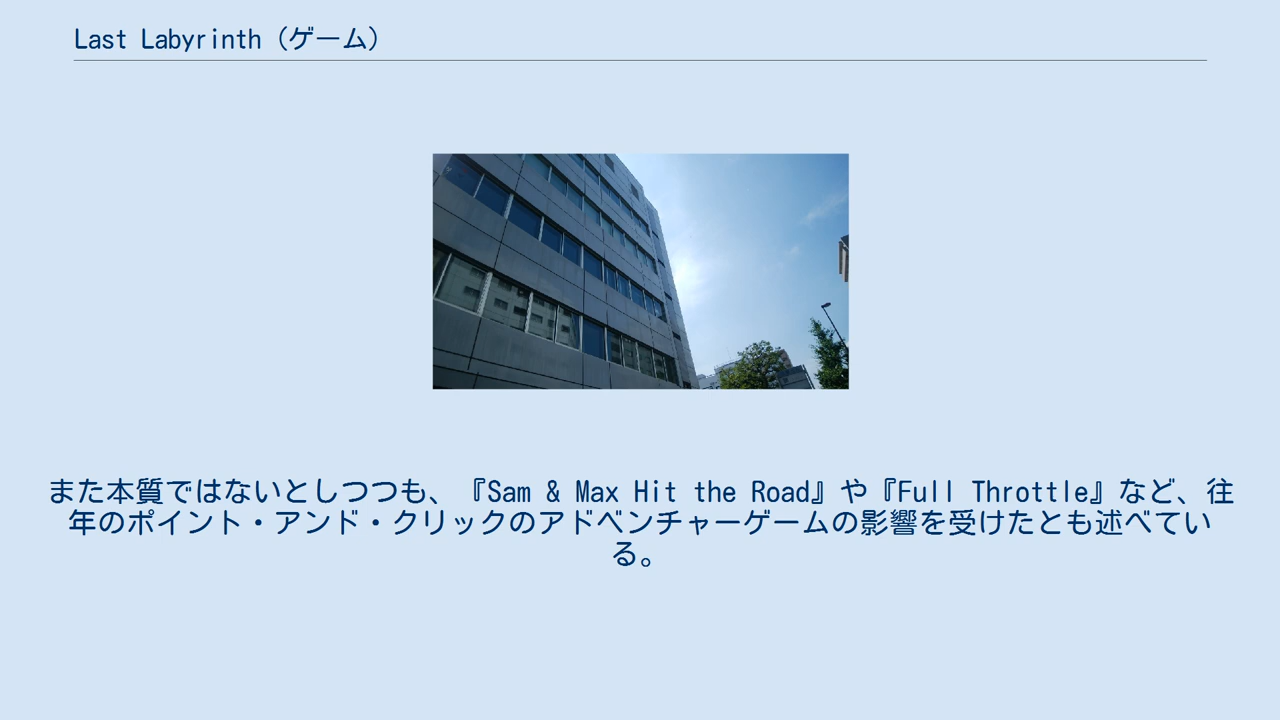 Last Labyrinth（ゲーム）
また本質ではないとしつつも、『Sam & Max Hit the Road』や『Full Throttle』など、往
年のポイント・アンド・クリックのアドベンチャーゲームの影響を受けたとも述べてい
る。